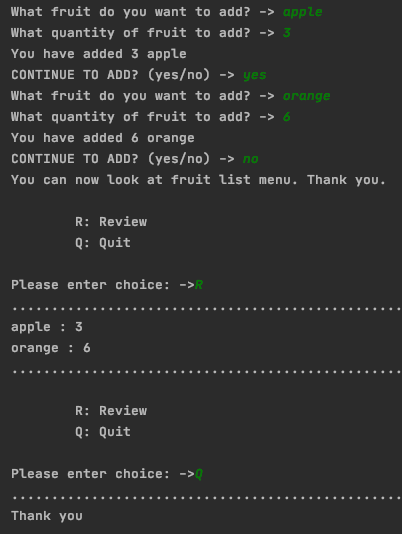 What fruit do you want to add? -> apple
What quantity of fruit to add? -> 3
You have added 3 apple
CONTINUE TO ADD? (yes/no) -> yes
What fruit do you want to add? -> orange
What quantity of fruit to add? -> 6
You have added 6 orange
CONTINUE TO ADD? (yes/no) -> no
You can now look at fruit list menu. Thank you.
R: Review
Q: Quit
Please enter choice: ->R
.................................................
apple : 3
orange : 6
.................................................
R: Review
Q: Quit
Please enter choice: ->Q
.................................................
Thank you